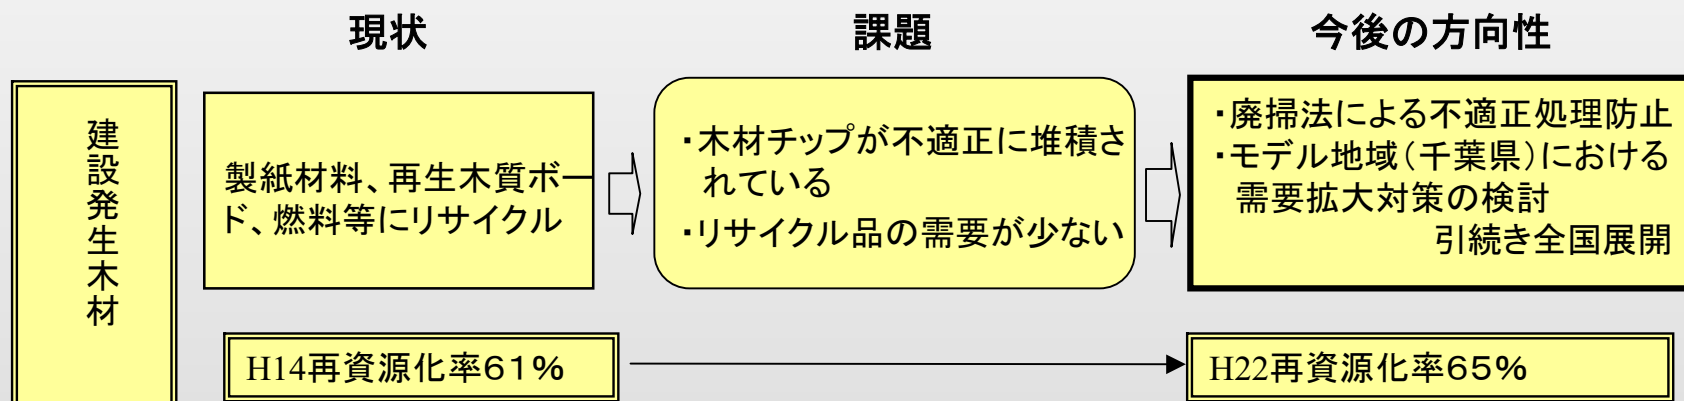 現状
課題
今後の方向性
建設発生木材
製紙材料、再生木質ボー
ド、燃料等にリサイクル
・木材チップが不適正に堆積さ
れている
・リサイクル品の需要が少ない
・廃掃法による不適正処理防止
・モデル地域(千葉県)における
需要拡大対策の検討
引続き全国展開
H14再資源化率61%
H22再資源化率65%